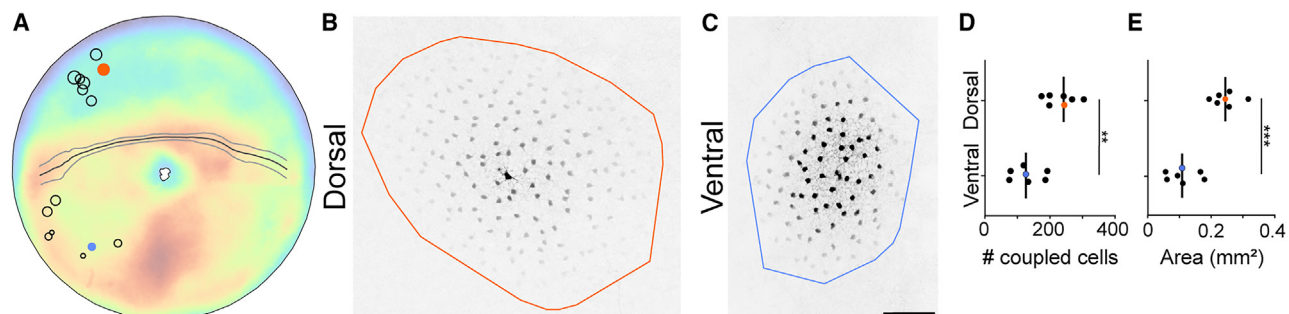 A
B
C
D
E
Dorsal
Ventral
Ventral Dorsal
**
***
0 200 400
0 0.2 0.4
# coupled cells
Area (mm²)